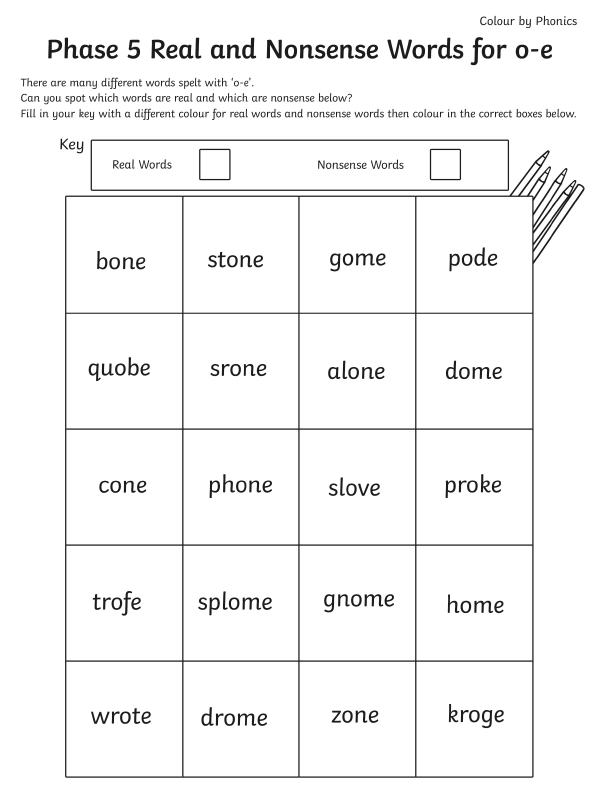 Colour by Phonics
Phase 5 Real and Nonsense Words for o-e
There are many different words spelt with ‘o-e’.
Can you spot which words are real and which are nonsense below?
Fill in your key with a different colour for real words and nonsense words then colour in the correct boxes below.
Key
Real Words Nonsense Words
bone stone gome pode
quobe srone alone dome
cone phone slove proke
trofe splome gnome home
wrote drome zone kroge